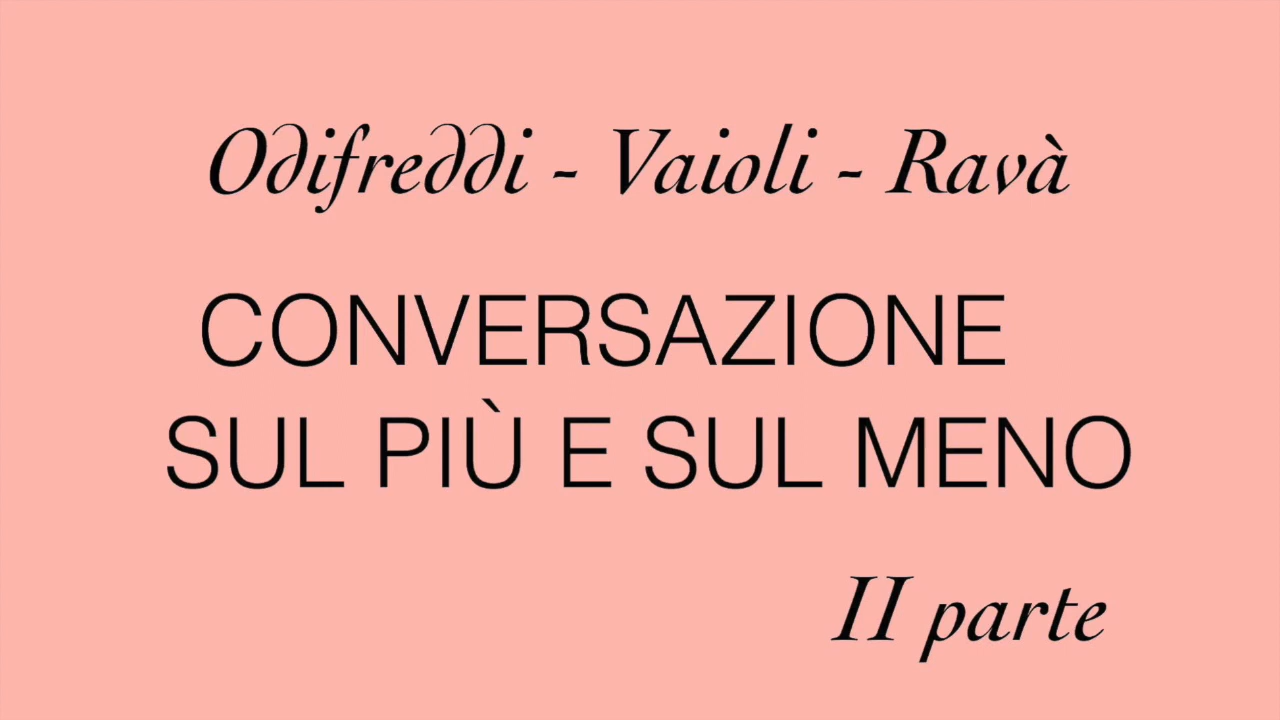 Odifreddi - Vaioli - Ravà
CONVERSAZIONE
SUL PIÙ E SUL MENO
II parte